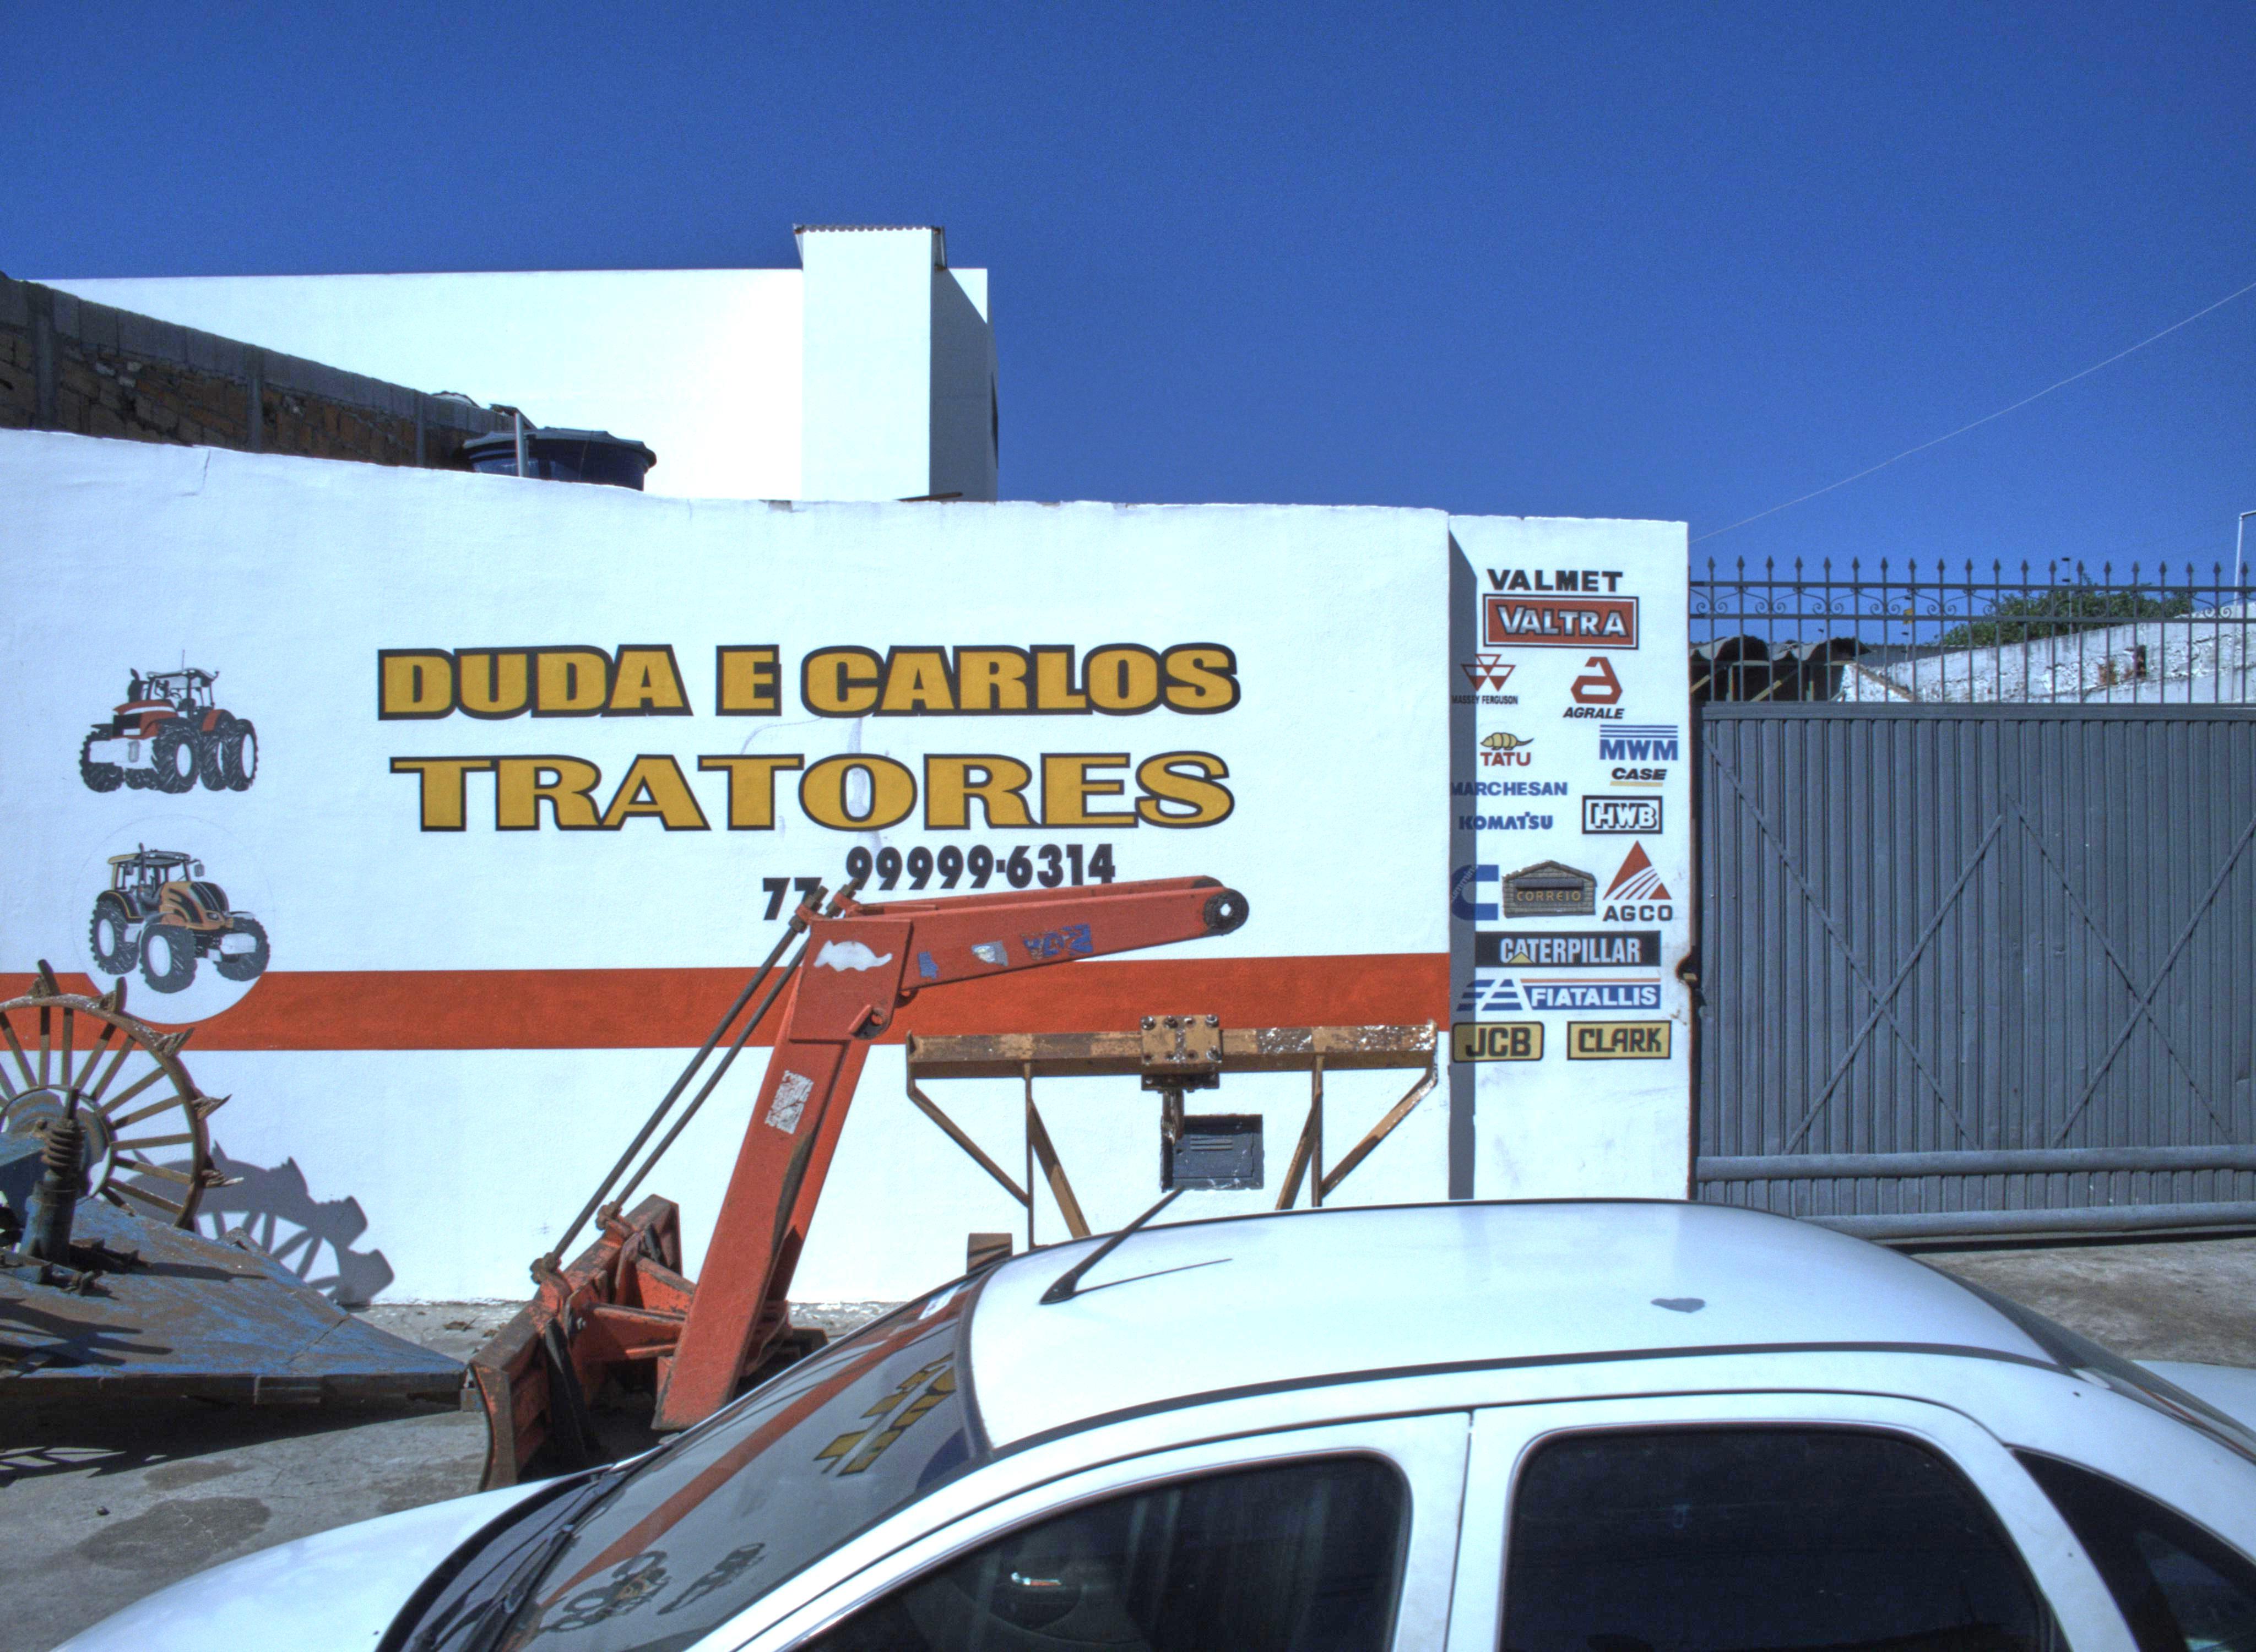 DUDA E CARLOS
TRATORES
77 99999-6314
VALMET
VALTRA
MASSEY FERGUSON
AGRALE
TATU
MWM
CASE
MARCHESAN
KOMATSU
HWB
cummins
CORREIO
AGCO
CATERPILLAR
FIATALLIS
JCB
CLARK